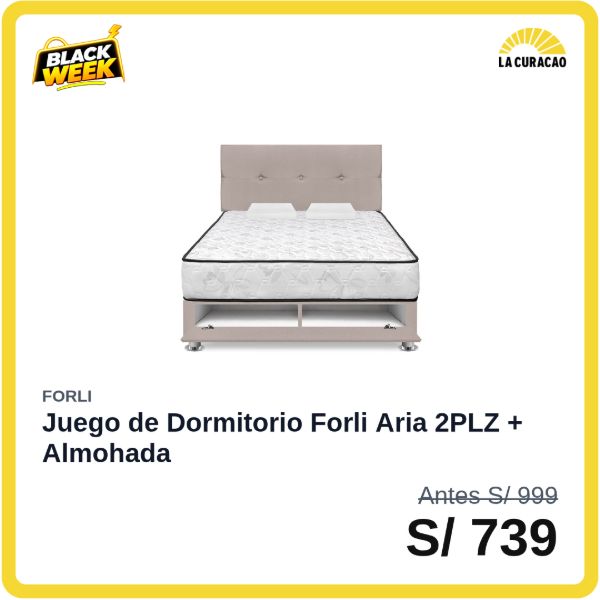 BLACK
WEEK
LA CURACAO
FORLI
Juego de Dormitorio Forli Aria 2PLZ +
Almohada
Antes S/ 999
S/ 739